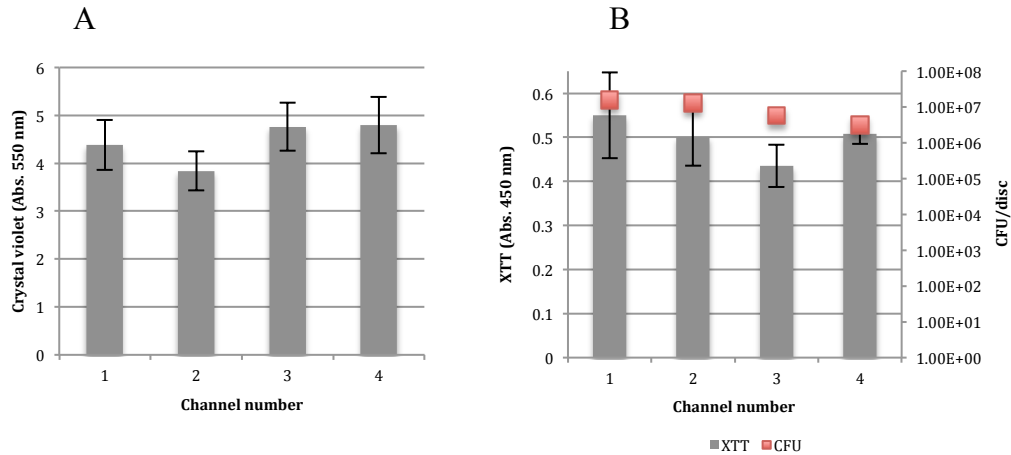 A
Crystal violet (Abs. 550 nm)
6
5
4
3
2
1
0
1 2 3 4
Channel number
B
XTT (Abs. 450 nm)
0.6
0.5
0.4
0.3
0.2
0.1
0
1.00E+08
1.00E+07
1.00E+06
1.00E+05
1.00E+04
1.00E+03
1.00E+02
1.00E+01
1.00E+00
CFU/disc
1 2 3 4
Channel number
XTT CFU